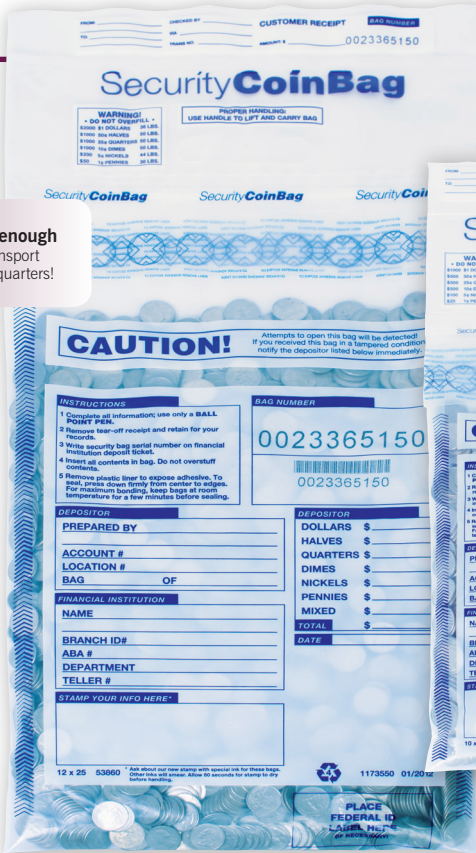 FROM
TO
CHECKED BY
VIA
TRANS NO.
CUSTOMER RECEIPT
AMOUNT: $
BAG NUMBER
0023365150
SecurityCoinBag
WARNING!
• DO NOT OVERFILL •
$2000 $1 DOLLARS 36 LBS.
$1000 50¢ HALVES 50 LBS.
$1000 25¢ QUARTERS 50 LBS.
$1000 10¢ DIMES 50 LBS.
$200 5¢ NICKELS 44 LBS.
$50 1¢ PENNIES
PROPER HANDLING:
USE HANDLE TO LIFT AND CARRY BAG
SecurityCoinBag SecurityCoinBag SecurityCoi
enough
nsport
quarters!
CAUTION!
Attempts to open this bag will be detected!
If you received this bag in a tampered condition
notify the depositor listed below immediately.
INSTRUCTIONS
1 Complete all information; use only a BALL
POINT PEN.
2 Remove tear-off receipt and retain for your
records.
3 Write security bag serial number on financial
institution deposit ticket.
4 Insert all contents in bag. Do not overstuff
contents.
5 Remove plastic liner to expose adhesive. To
seal, press down firmly from center to edges.
For maximum bonding, keep bags at room
temperature for a few minutes before sealing.
BAG NUMBER
0023365150
0023365150
DEPOSITOR
PREPARED BY
ACCOUNT #
LOCATION #
BAG OF
FINANCIAL INSTITUTION
NAME
BRANCH ID#
ABA #
DEPARTMENT
TELLER #
DEPOSITOR
DOLLARS $
HALVES $
QUARTERS $
DIMES $
NICKELS $
PENNIES $
MIXED $
TOTAL $
DATE
STAMP YOUR INFO HERE*
12 x 25 53860
* Ask about our new stamp with special ink for these bags.
Other inks will smear. Allow 60 seconds for stamp to dry
before handling.
4
1173550 01/2012
PLACE
FEDERAL ID
LABEL HERE
(IF NECESSARY)